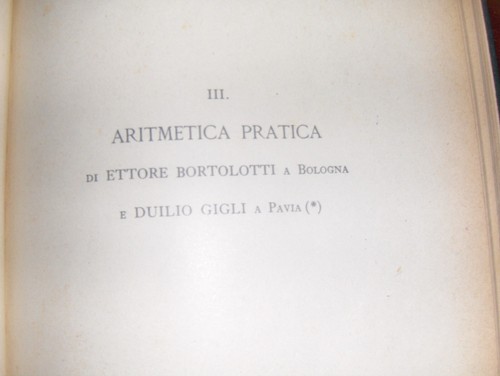 III.
ARITMETICA PRATICA
DI ETTORE BORTOLOTTI A BOLOGNA
E DUILIO GIGLI A PAVIA (*)